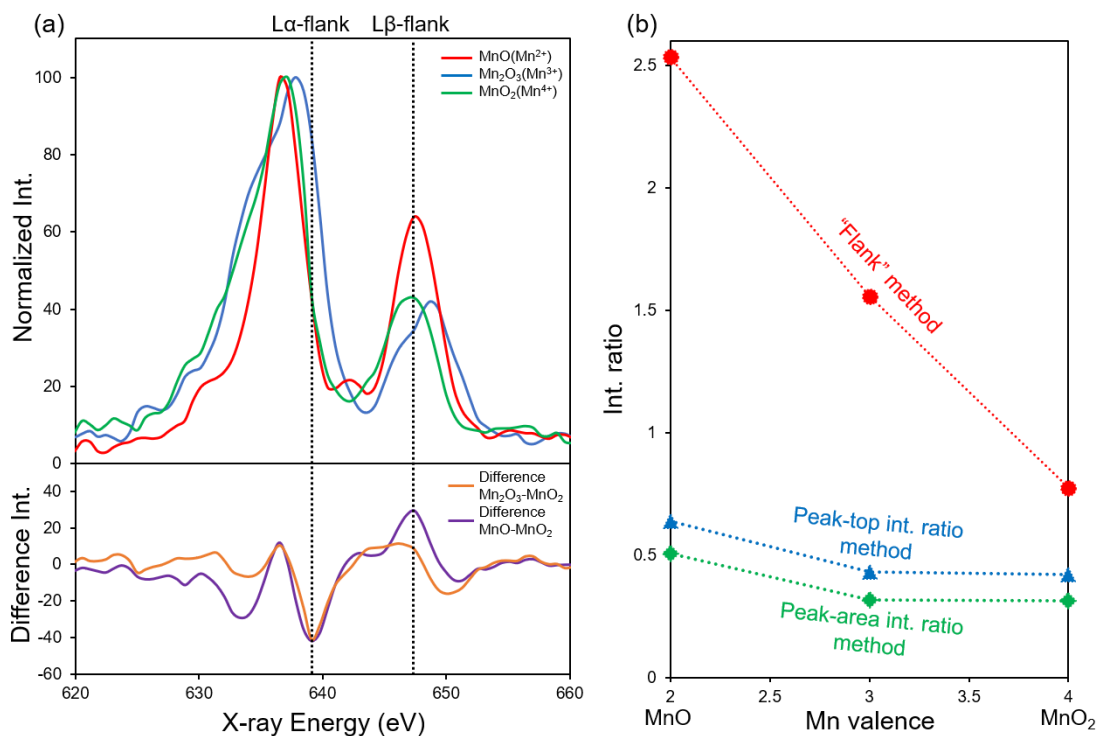 (a)
Lα-flank
Lβ-flank
MnO(Mn²⁺)
Mn₂O₃(Mn³⁺)
MnO₂(Mn⁴⁺)
110
100
80
60
40
20
0
Normalized Int.
Difference
Mn₂O₃-MnO₂
Difference
MnO-MnO₂
40
20
0
-20
-40
-60
Difference Int.
620
630
640
650
660
X-ray Energy (eV)
(b)
2.5
2
1.5
1
0.5
0
Int. ratio
“Flank” method
Peak-top int. ratio
method
Peak-area int. ratio
method
2
2.5
3
3.5
4
MnO
Mn valence
MnO₂